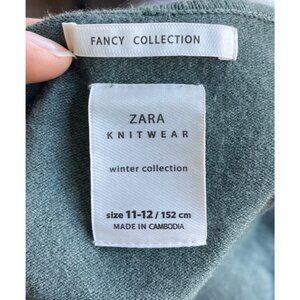 FANCY COLLECTION
ZARA
KNITWEAR
winter collection
size 11-12 / 152 cm
MADE IN CAMBODIA